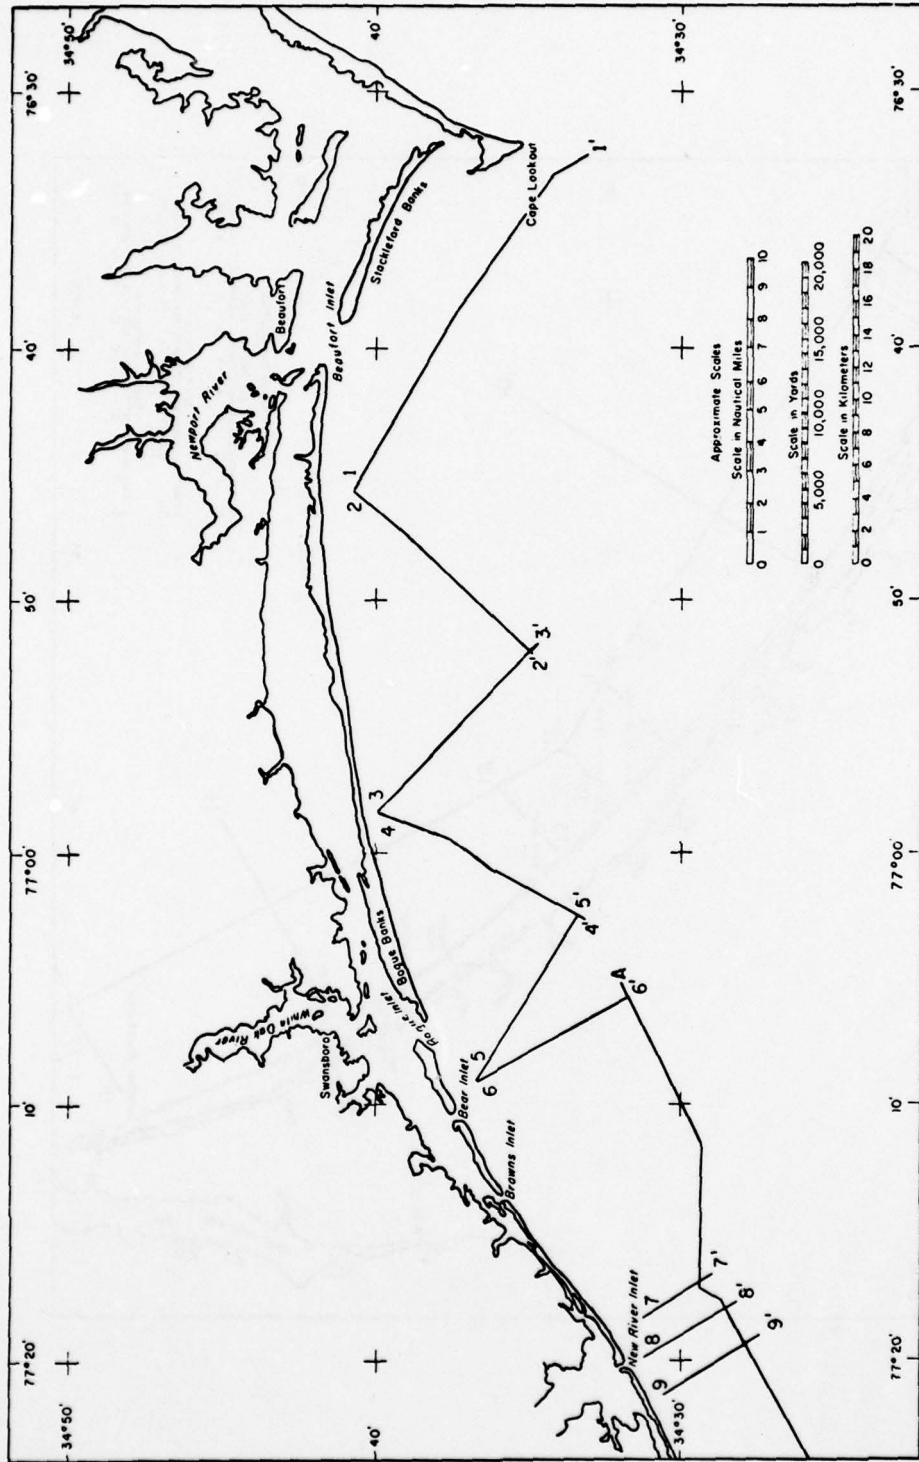 34°50'
40'
34°30'
76°30'
76°30'
Cape Lookout
1'
Stackleford Banks
Beaufort Inlet
Beaufort
Newport River
40'
40'
1
2
50'
50'
2'
3'
3
4
77°00'
77°00'
4'
5'
Bogue Banks
Bogue Inlet
White Oak River
Swansboro
A
6'
5
6
Bear Inlet
10'
10'
Browns Inlet
New River Inlet
7
7'
8
8'
9
9'
77°20'
77°20'
34°50'
40'
34°30'
Approximate Scales
Scale in Nautical Miles
0 1 2 3 4 5 6 7 8 9 10
Scale in Yards
0 5,000 10,000 15,000 20,000
Scale in Kilometers
0 2 4 6 8 10 12 14 16 18 20